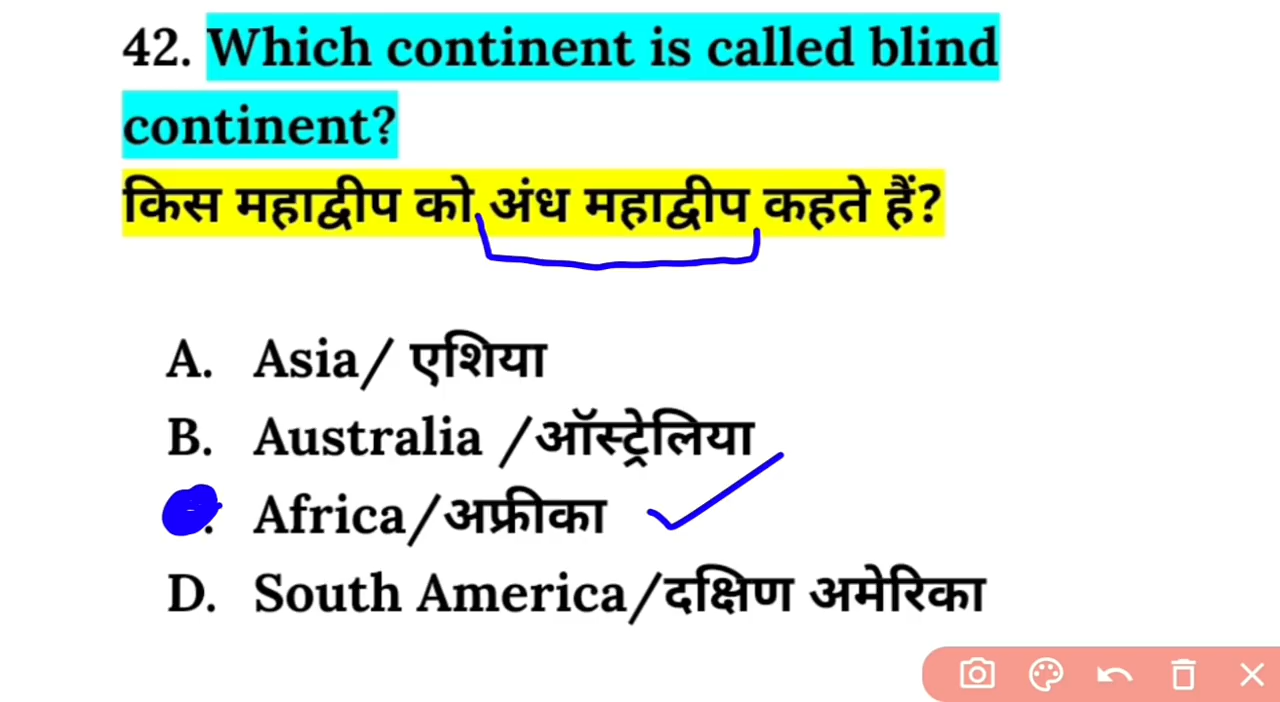 42. Which continent is called blind
continent?
किस महाद्वीप को अंध महाद्वीप कहते हैं?
A. Asia/ एशिया
B. Australia /ऑस्ट्रेलिया
. Africa/अफ्रीका
D. South America/दक्षिण अमेरिका